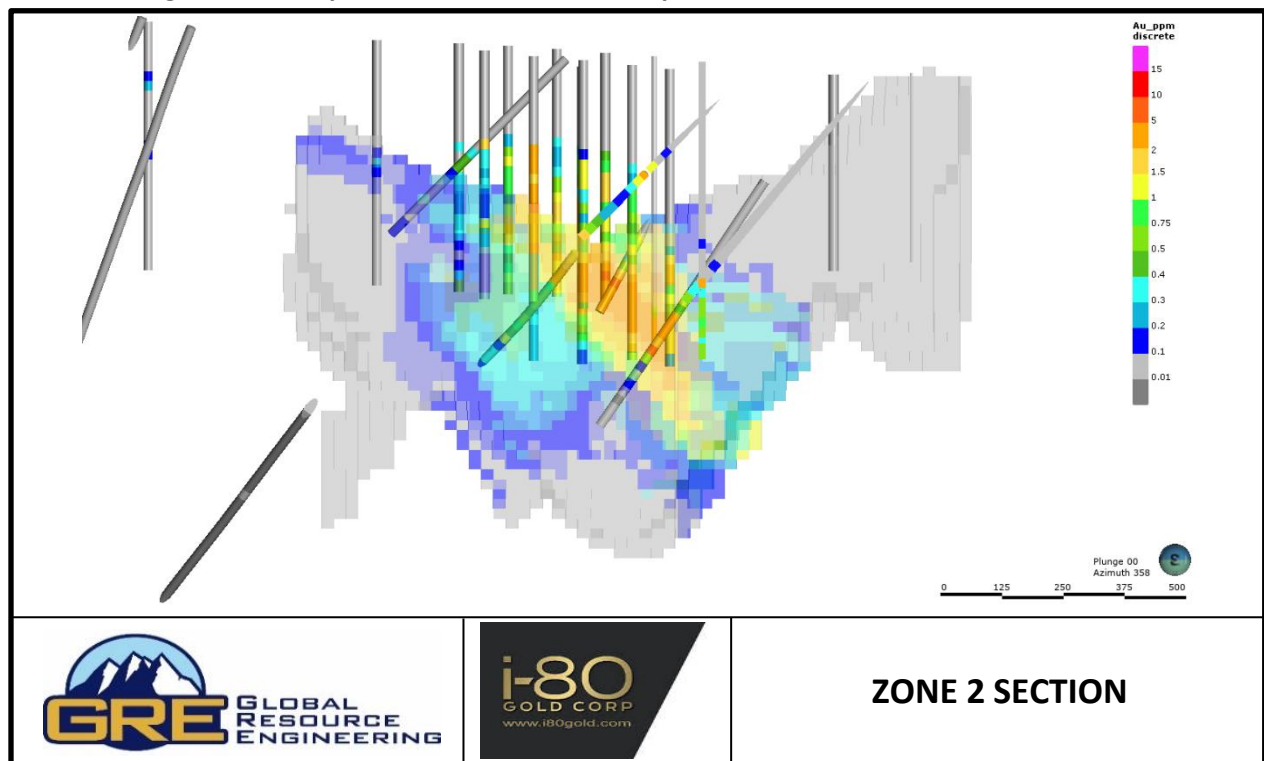 Au_ppm
discrete
15
10
5
2
1.5
1
0.75
0.5
0.4
0.3
0.2
0.1
0.01
Plunge 00
Azimuth 358
0 125 250 375 500
GRE GLOBAL
RESOURCE
ENGINEERING
i-80
GOLD CORP
www.i80gold.com
ZONE 2 SECTION